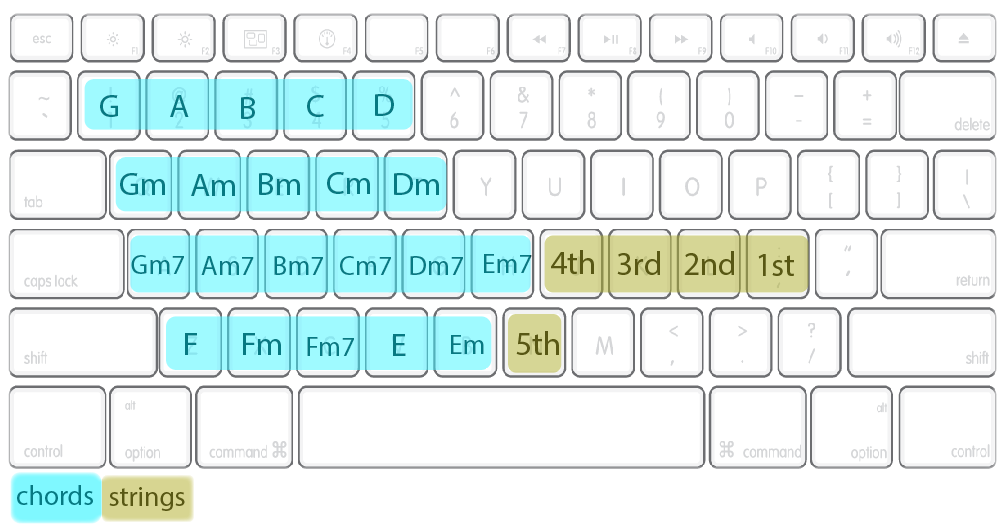 esc F1 F2 F3 F4 F5 F6 F7 F8 F9 F10 F11 F12
~ ^ & * ( ) – +
` G A B C D 6 7 8 9 0 - = delete
{ } |
tab Gm Am Bm Cm Dm Y U I O P [ ] \
caps lock Gm7 Am7 Bm7 Cm7 Dm7 Em7 4th 3rd 2nd 1st " ' return
< > ?
shift F Fm Fm7 E Em 5th M , . / shift
alt alt
control option command ⌘ ⌘ command option control
chords strings